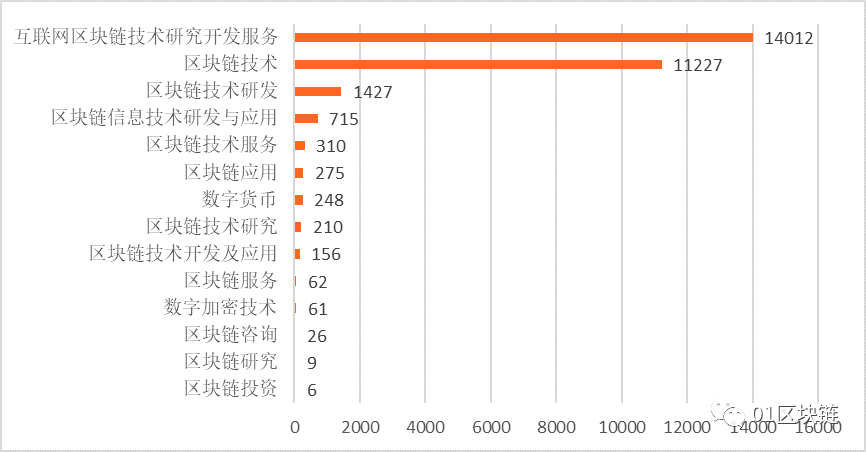 互联网区块链技术研究开发服务 14012
区块链技术 11227
区块链技术研发 1427
区块链信息技术研发与应用 715
区块链技术服务 310
区块链应用 275
数字货币 248
区块链技术研究 210
区块链技术开发及应用 156
区块链服务 62
数字加密技术 61
区块链咨询 26
区块链研究 9
区块链投资 6
01区块链
0 2000 4000 6000 8000 10000 12000 14000 16000